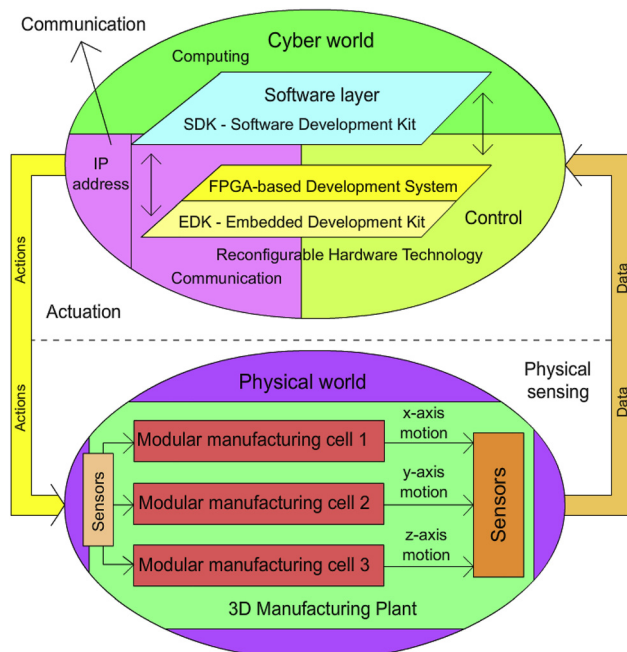 Communication
Cyber world
Computing
Software layer
SDK - Software Development Kit
IP
address
FPGA-based Development System
EDK - Embedded Development Kit
Control
Reconfigurable Hardware Technology
Communication
Actions
Data
Actuation
Actions
Data
Physical
sensing
Physical world
x-axis
motion
Modular manufacturing cell 1
y-axis
motion
Sensors
Modular manufacturing cell 2
Sensors
z-axis
motion
Modular manufacturing cell 3
3D Manufacturing Plant